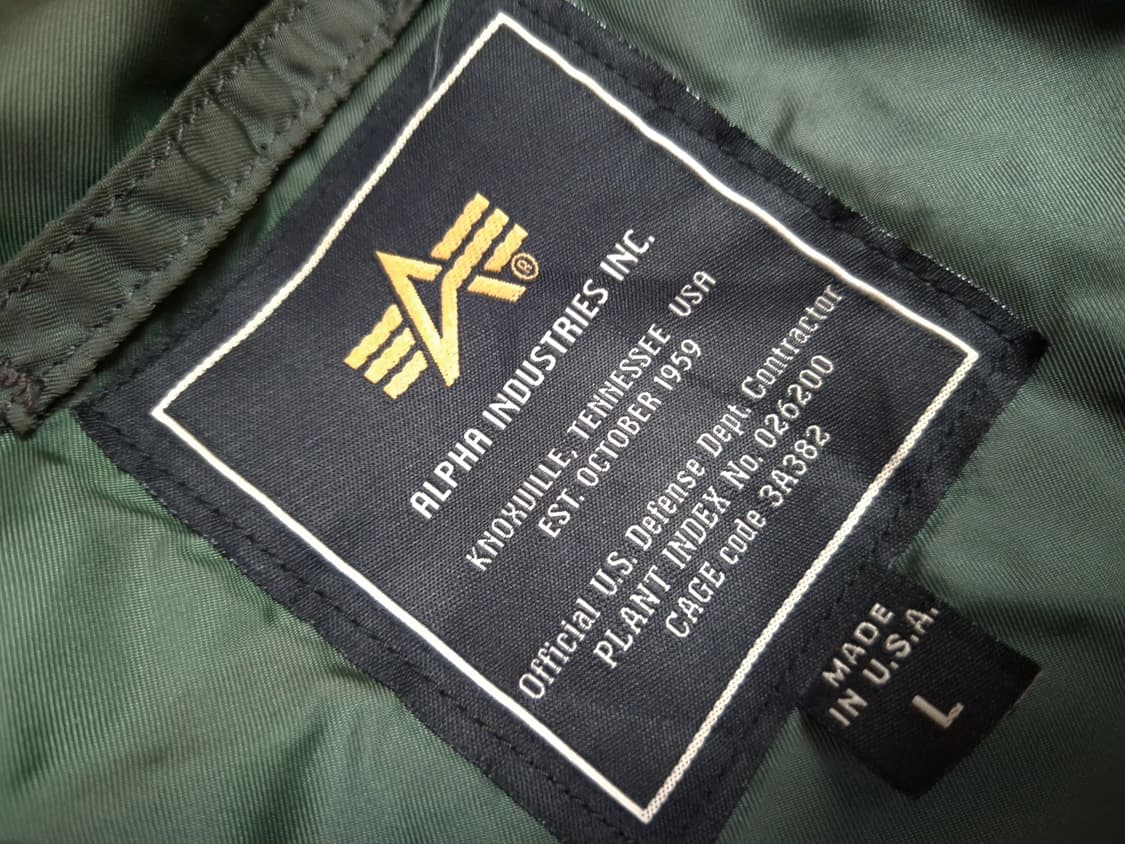 ®
ALPHA INDUSTRIES INC.
KNOXVILLE, TENNESSEE USA
EST. OCTOBER 1959
Official U.S. Defense Dept. Contractor
PLANT INDEX No. 026200
CAGE code 3A382
MADE
IN U.S.A.
L